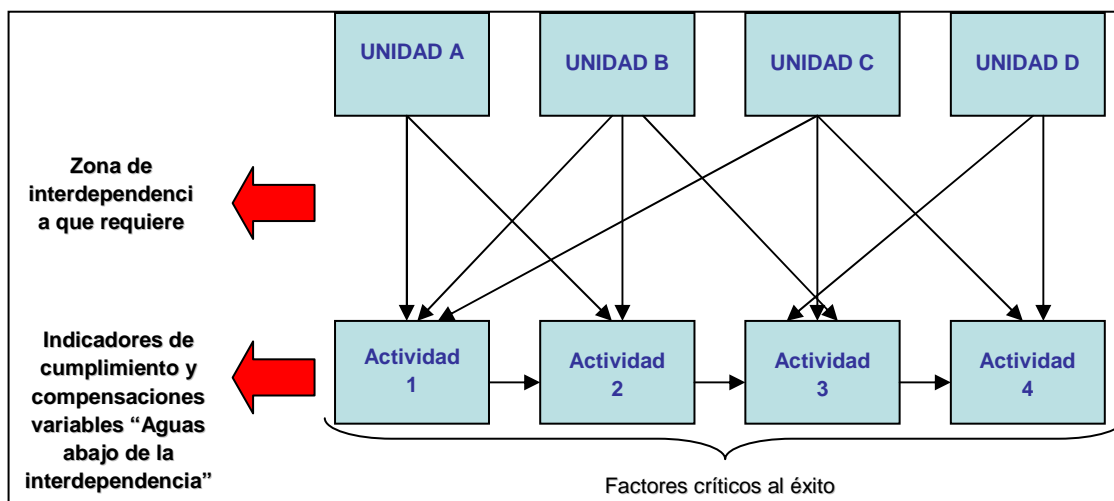 UNIDAD A
UNIDAD B
UNIDAD C
UNIDAD D
Zona de
interdependenci
a que requiere
Indicadores de
cumplimiento y
compensaciones
variables “Aguas
abajo de la
interdependencia”
Actividad
1
Actividad
2
Actividad
3
Actividad
4
Factores críticos al éxito